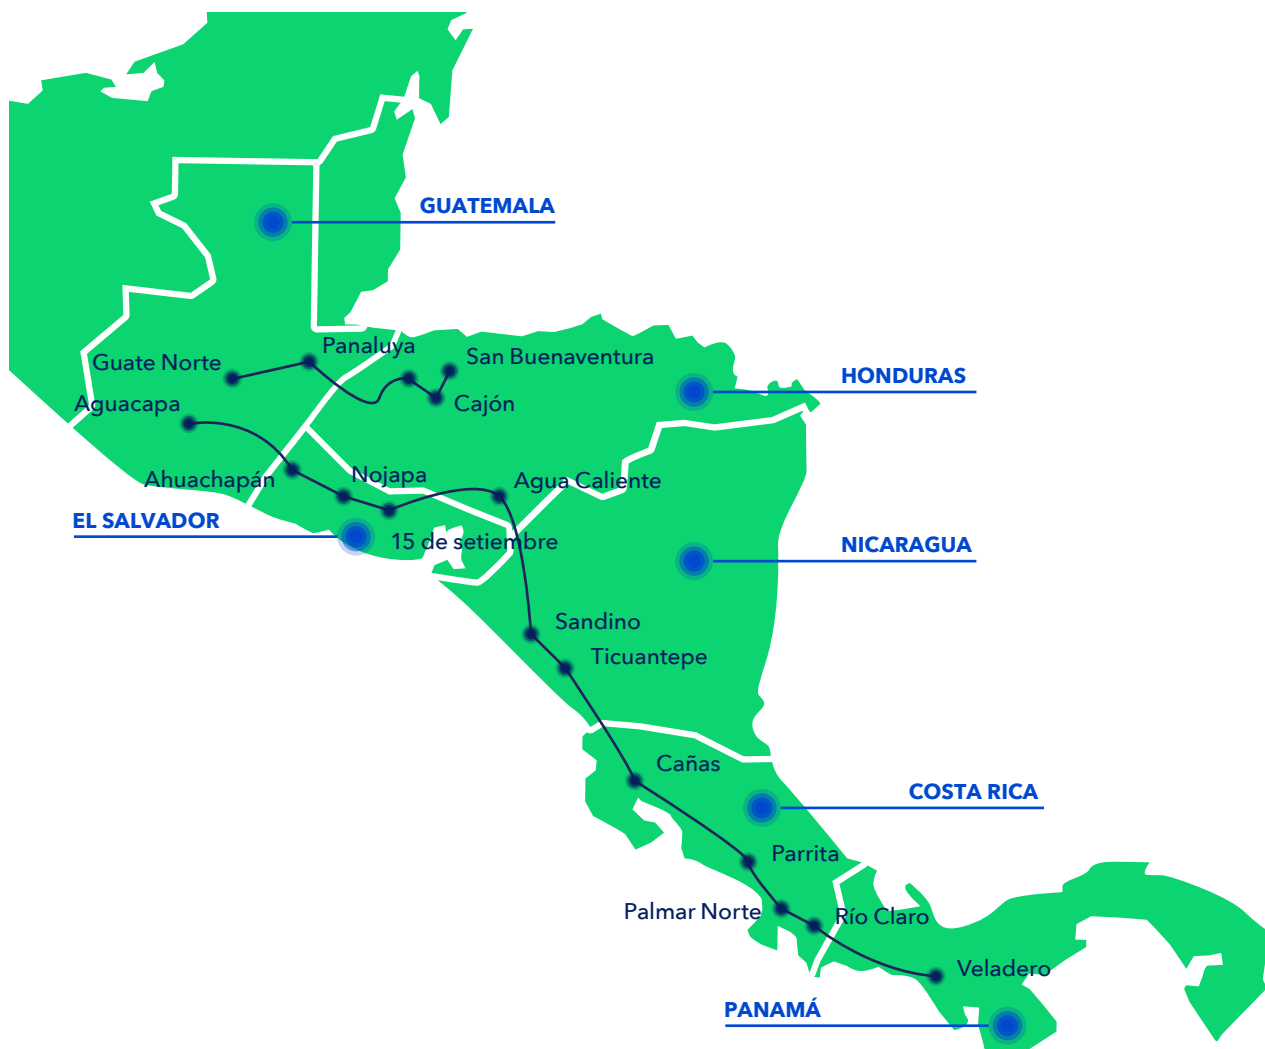 GUATEMALA
Panaluya
San Buenaventura
Guate Norte
HONDURAS
Aguacapa
Cajón
Nojapa
Ahuachapán
Agua Caliente
EL SALVADOR
15 de setiembre
NICARAGUA
Sandino
Ticuantepe
Cañas
COSTA RICA
Parrita
Palmar Norte
Río Claro
Veladero
PANAMÁ